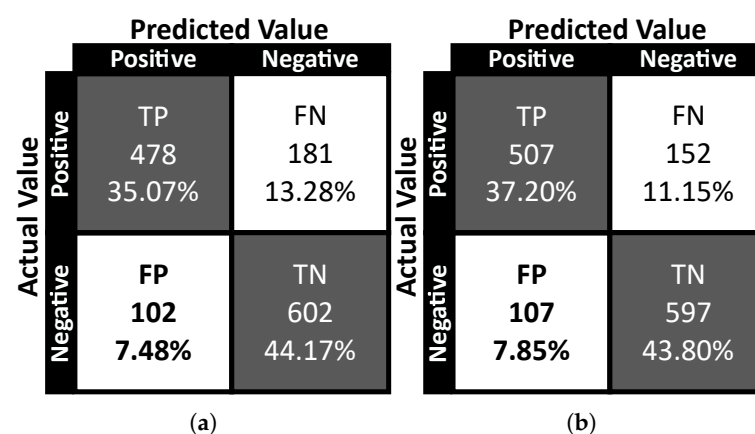 Predicted Value
Positive Negative
Actual Value
Positive
Negative
TP FN
478 181
35.07% 13.28%
FP TN
102 602
7.48% 44.17%
(a)
Predicted Value
Positive Negative
Actual Value
Positive
Negative
TP FN
507 152
37.20% 11.15%
FP TN
107 597
7.85% 43.80%
(b)